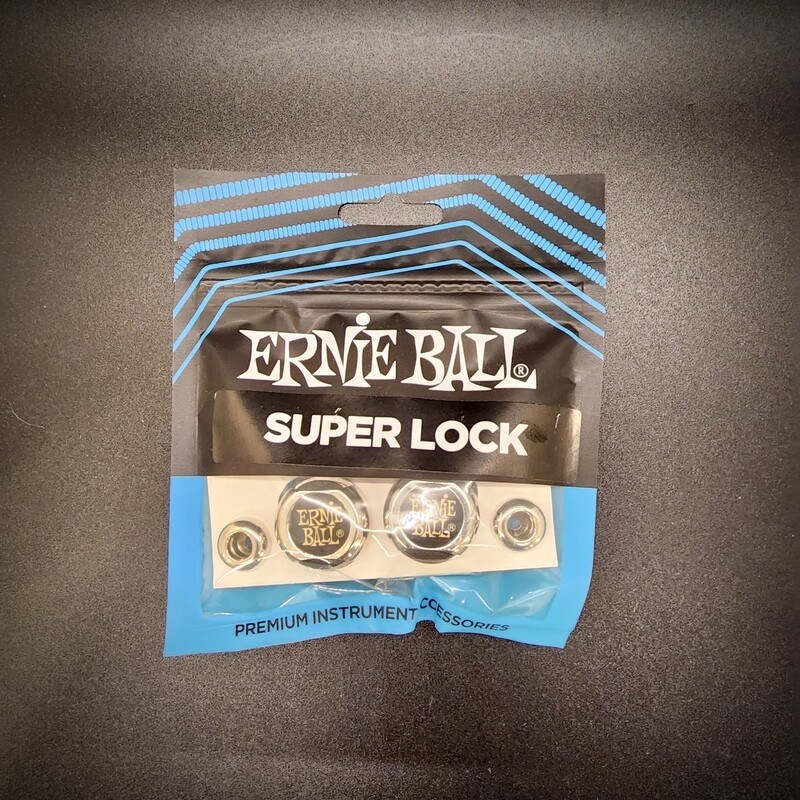 ERNiE BALL®
SUPER LOCK
ERNiE
BALL®
ERNiE
BALL®
PREMIUM INSTRUMENT CCESSORIES